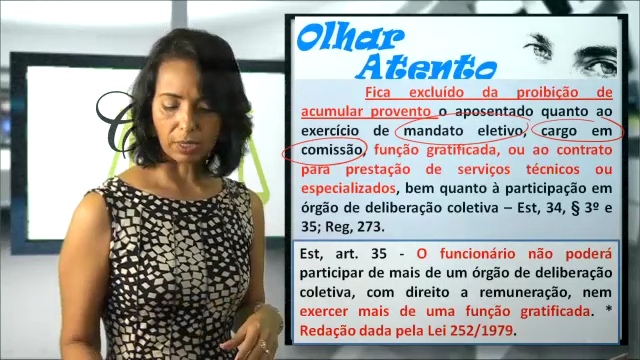 Olhar
Atento
Fica excluído da proibição de
acumular provento o aposentado quanto ao
exercício de mandato eletivo, cargo em
comissão, função gratificada, ou ao contrato
para prestação de serviços técnicos ou
especializados, bem quanto à participação em
órgão de deliberação coletiva – Est, 34, § 3º e
35; Reg, 273.
Est, art. 35 - O funcionário não poderá
participar de mais de um órgão de deliberação
coletiva, com direito a remuneração, nem
exercer mais de uma função gratificada. *
Redação dada pela Lei 252/1979.